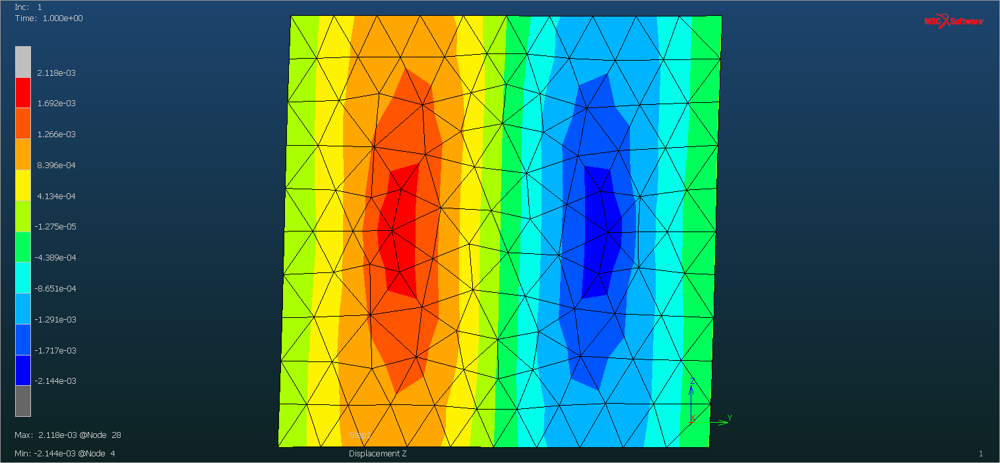 Inc: 1
Time: 1.000e+00
MSC Software
2.118e-03
1.692e-03
1.266e-03
8.396e-04
4.134e-04
-1.275e-05
-4.399e-04
-8.651e-04
-1.291e-03
-1.717e-03
-2.144e-03
Z
X
Y
Max: 2.118e-03 @Node 28
Step1
Min: -2.144e-03 @Node 4
Displacement Z
1